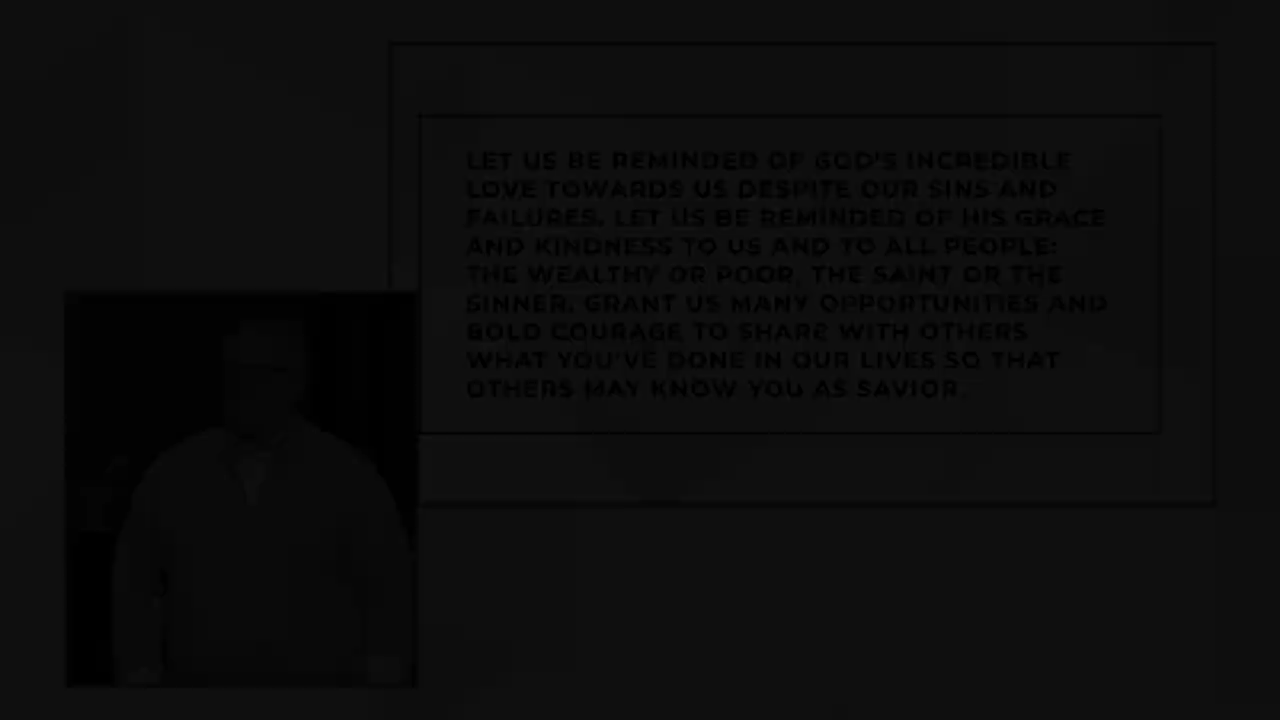 LET US BE REMINDED OF GOD'S INCREDIBLE
LOVE TOWARDS US DESPITE OUR SINS AND
FAILURES. LET US BE REMINDED OF HIS GRACE
AND KINDNESS TO US AND TO ALL PEOPLE:
THE WEALTHY OR POOR, THE SAINT OR THE
SINNER. GRANT US MANY OPPORTUNITIES AND
BOLD COURAGE TO SHARE WITH OTHERS
WHAT YOU'VE DONE IN OUR LIVES SO THAT
OTHERS MAY KNOW YOU AS SAVIOR.